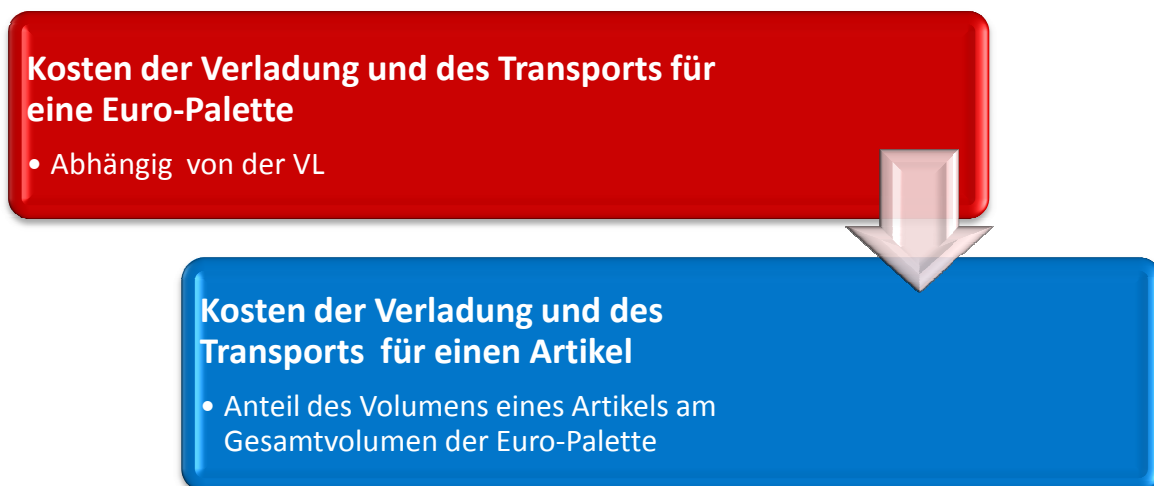 Kosten der Verladung und des Transports für
eine Euro-Palette
• Abhängig  von der VL
Kosten der Verladung und des
Transports  für einen Artikel
• Anteil des Volumens eines Artikels am
Gesamtvolumen der Euro-Palette